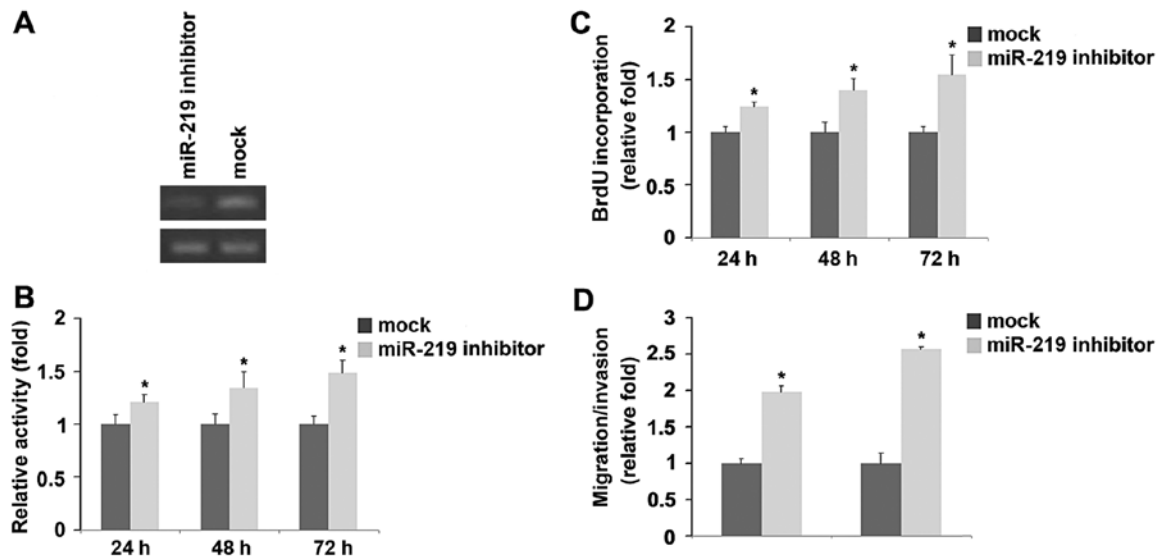 A
miR-219 inhibitor
mock
B
Relative activity (fold)
2
1.5
1
0.5
0
mock
miR-219 inhibitor
*
*
*
24 h
48 h
72 h
C
BrdU incorporation
(relative fold)
2
1.5
1
0.5
0
mock
miR-219 inhibitor
*
*
*
24 h
48 h
72 h
D
Migration/invasion
(relative fold)
3
2.5
2
1
0.5
0
mock
miR-219 inhibitor
*
*